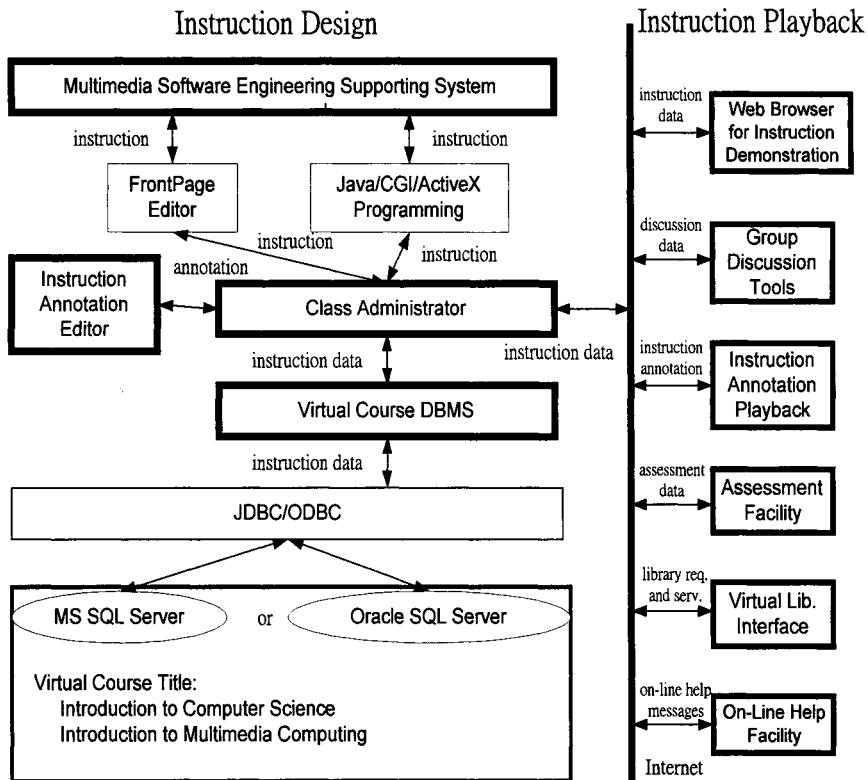 Instruction Design
Instruction Playback
Multimedia Software Engineering Supporting System
instruction
instruction
FrontPage
Editor
Java/CGI/ActiveX
Programming
instruction
instruction
annotation
Instruction
Annotation
Editor
Class Administrator
instruction data
instruction data
Virtual Course DBMS
instruction data
JDBC/ODBC
MS SQL Server
or
Oracle SQL Server
Virtual Course Title:
Introduction to Computer Science
Introduction to Multimedia Computing
instruction
data
Web Browser
for Instruction
Demonstration
discussion
data
Group
Discussion
Tools
instruction
annotation
Instruction
Annotation
Playback
assessment
data
Assessment
Facility
library req.
and serv.
Virtual Lib.
Interface
on-line help
messages
On-Line Help
Facility
Internet